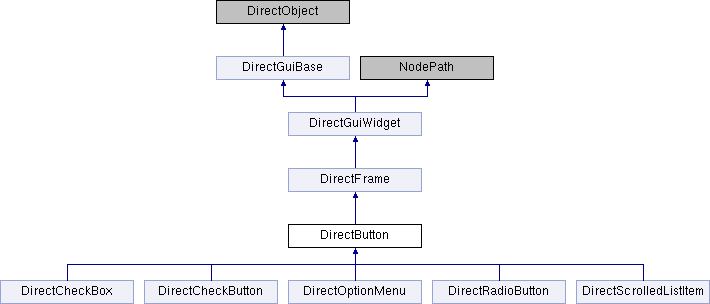 DirectObject
DirectGuiBase
NodePath
DirectGuiWidget
DirectFrame
DirectButton
DirectCheckBox
DirectCheckButton
DirectOptionMenu
DirectRadioButton
DirectScrolledListItem